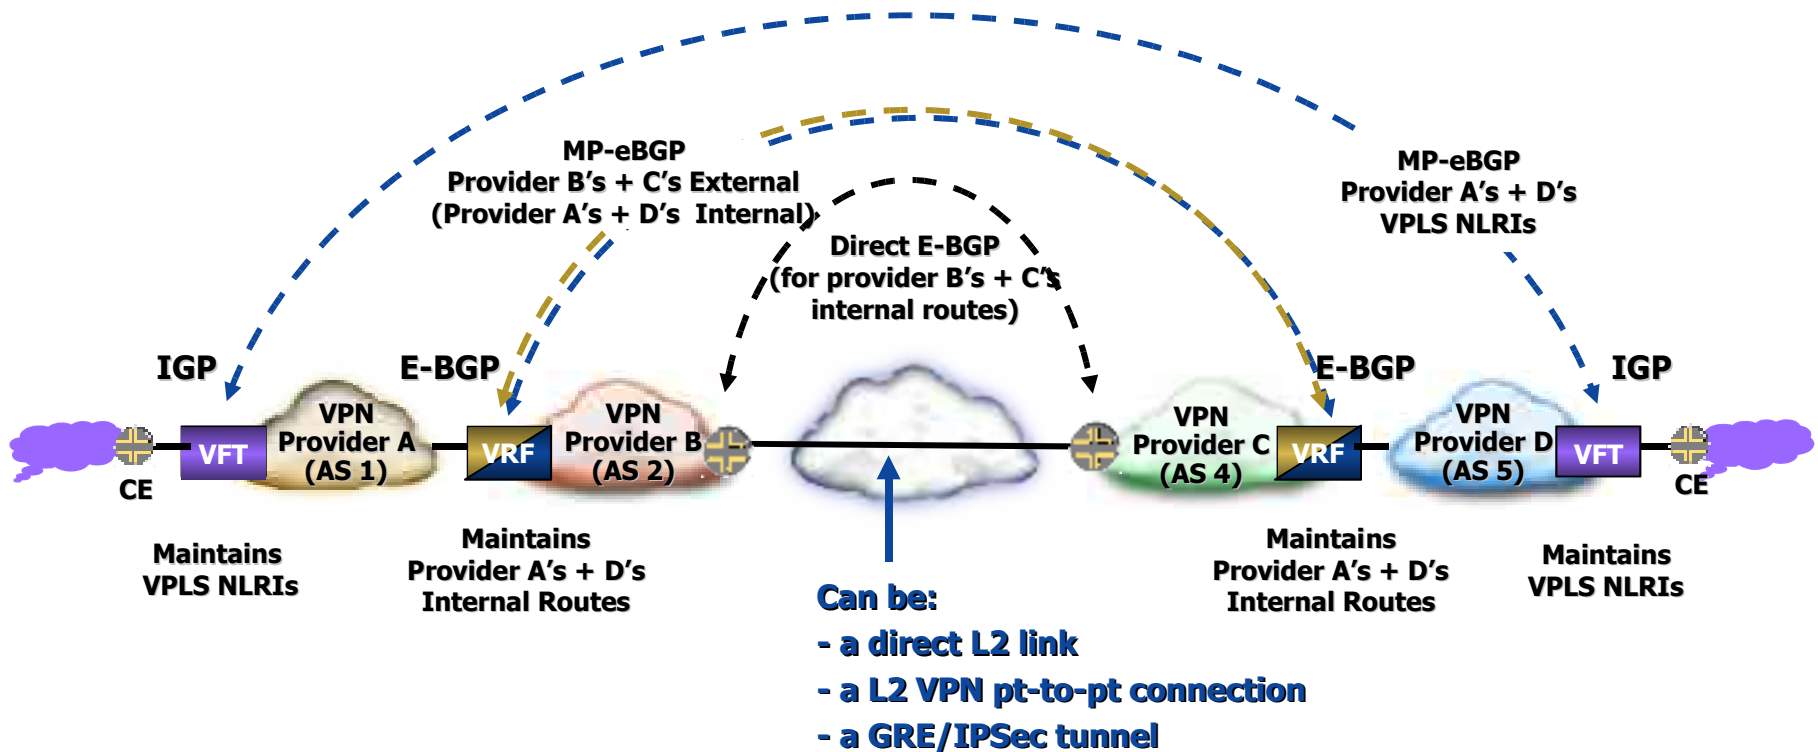 MP-eBGP
Provider B's + C's External
(Provider A's + D's Internal)
MP-eBGP
Provider A's + D's
VPLS NLRIs
Direct E-BGP
(for provider B's + C's
internal routes)
IGP
E-BGP
E-BGP
IGP
CE
VFT
VPN
Provider A
(AS 1)
VRF
VPN
Provider B
(AS 2)
VPN
Provider C
(AS 4)
VRF
VPN
Provider D
(AS 5)
VFT
CE
Maintains
VPLS NLRIs
Maintains
Provider A's + D's
Internal Routes
Maintains
Provider A's + D's
Internal Routes
Maintains
VPLS NLRIs
Can be:
- a direct L2 link
- a L2 VPN pt-to-pt connection
- a GRE/IPSec tunnel